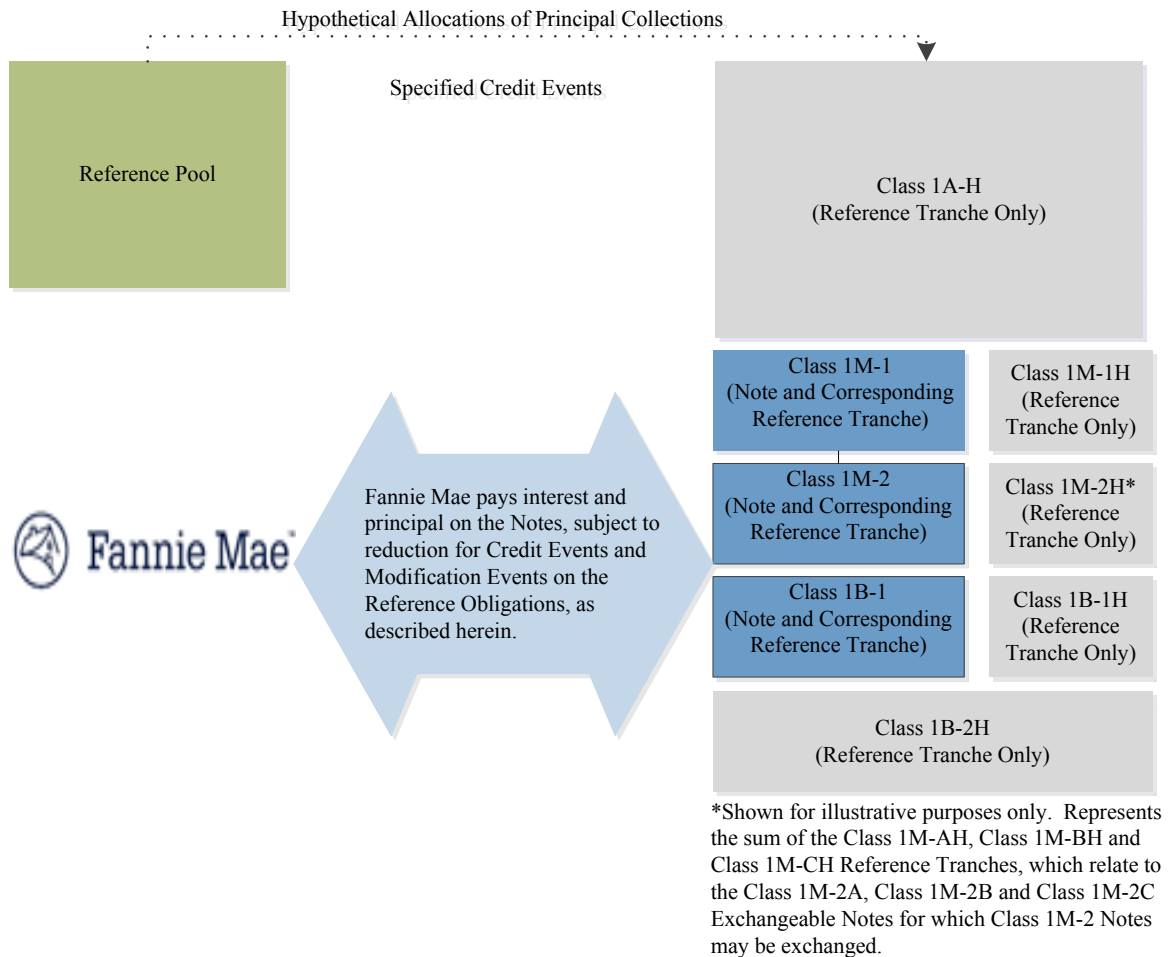 Hypothetical Allocations of Principal Collections
Specified Credit Events
Reference Pool
Class 1A-H
(Reference Tranche Only)
Class 1M-1
(Note and Corresponding
Reference Tranche)
Class 1M-1H
(Reference
Tranche Only)
Class 1M-2
(Note and Corresponding
Reference Tranche)
Class 1M-2H*
(Reference
Tranche Only)
Fannie Mae™
Fannie Mae pays interest and
principal on the Notes, subject to
reduction for Credit Events and
Modification Events on the
Reference Obligations, as
described herein.
Class 1B-1
(Note and Corresponding
Reference Tranche)
Class 1B-1H
(Reference
Tranche Only)
Class 1B-2H
(Reference Tranche Only)
*Shown for illustrative purposes only. Represents
the sum of the Class 1M-AH, Class 1M-BH and
Class 1M-CH Reference Tranches, which relate to
the Class 1M-2A, Class 1M-2B and Class 1M-2C
Exchangeable Notes for which Class 1M-2 Notes
may be exchanged.